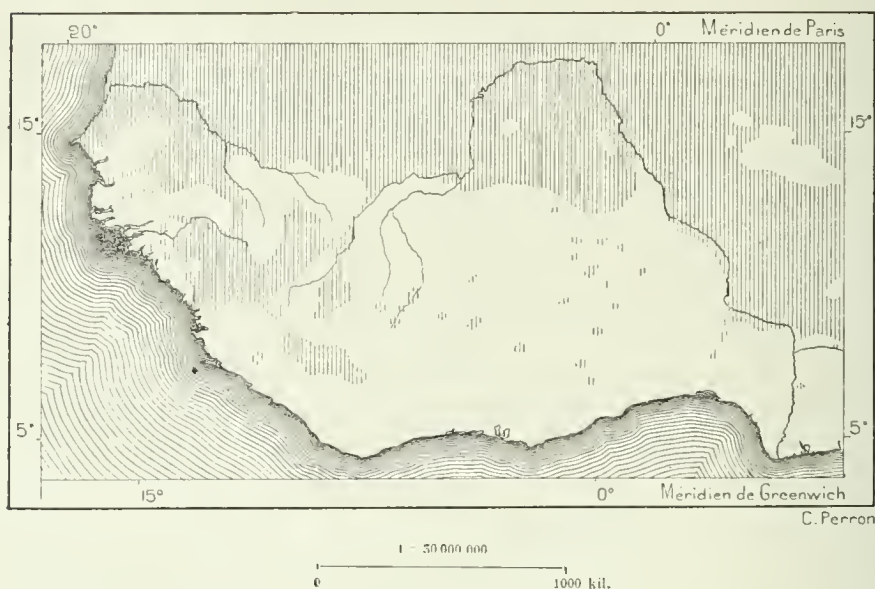 20° 0° Méridien de Paris
15° 15°
5° 5°
15° 0° Méridien de Greenwich
C. Perron
1 = 30 000 000
0 1000 kil.